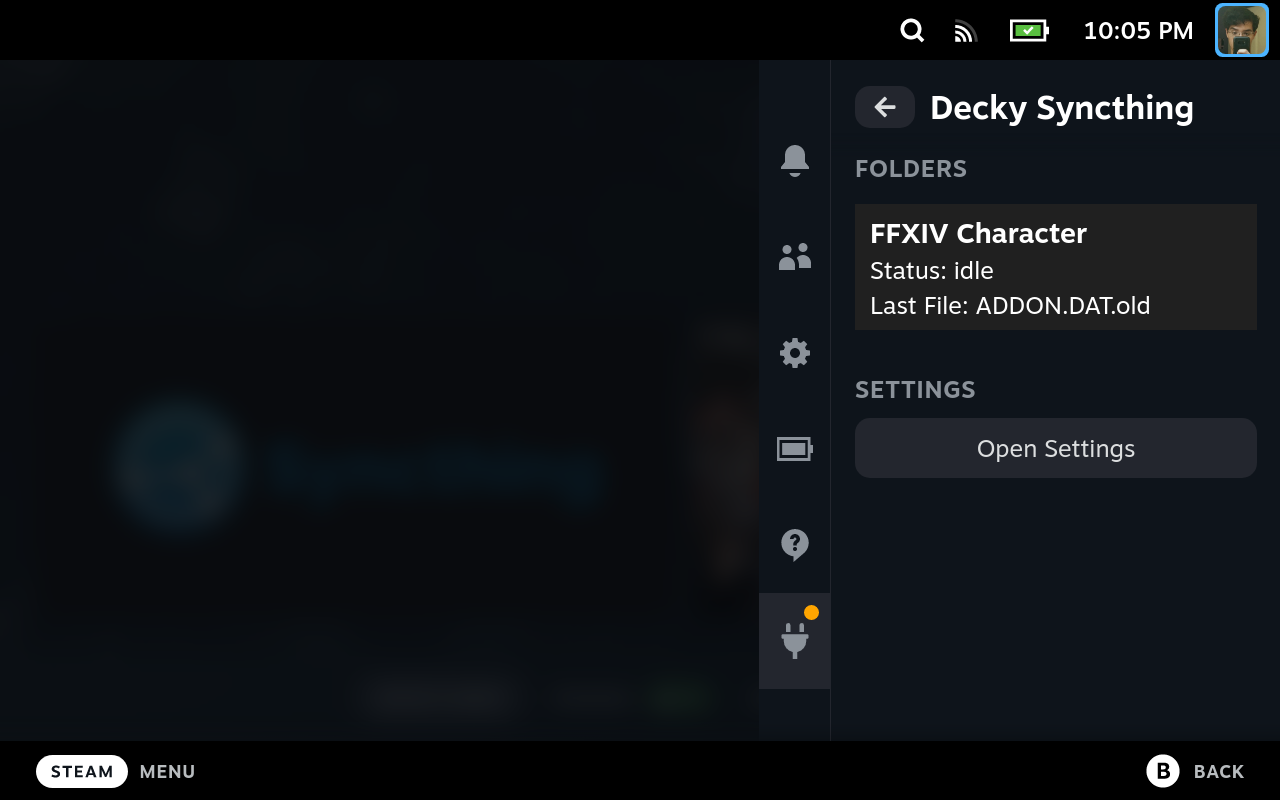 10:05 PM
Decky Syncthing
FOLDERS
FFXIV Character
Status: idle
Last File: ADDON.DAT.old
SETTINGS
Open Settings
STEAM MENU
B BACK